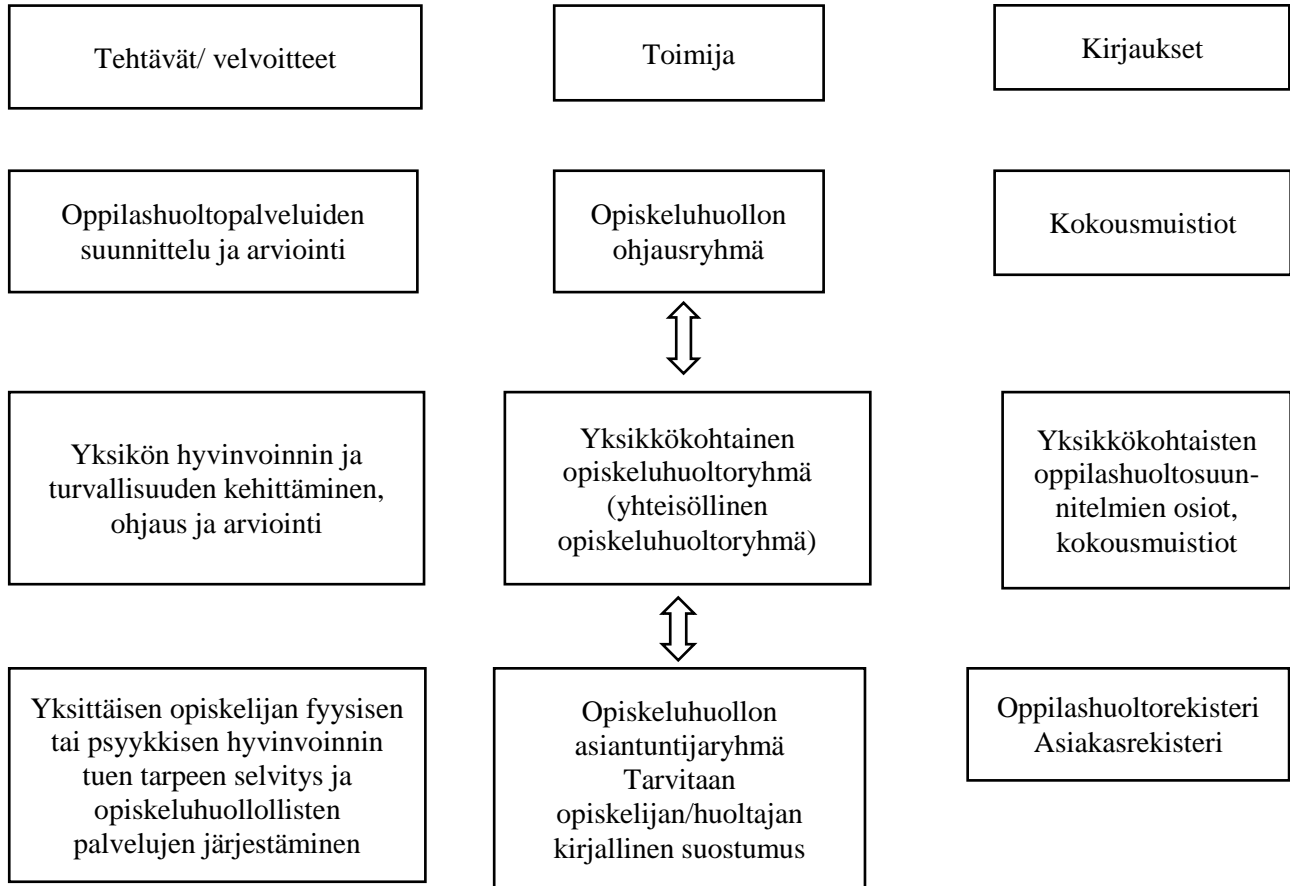 Tehtävät/ velvoitteet
Toimija
Kirjaukset
Oppilashuoltopalveluiden
suunnittelu ja arviointi
Opiskeluhuollon
ohjausryhmä
Kokousmuistiot
Yksikön hyvinvoinnin ja
turvallisuuden kehittäminen,
ohjaus ja arviointi
Yksikkökohtainen
opiskeluhuoltoryhmä
(yhteisöllinen
opiskeluhuoltoryhmä)
Yksikkökohtaisten
oppilashuoltosuun-
nitelmien osiot,
kokousmuistiot
Yksittäisen opiskelijan fyysisen
tai psyykkisen hyvinvoinnin
tuen tarpeen selvitys ja
opiskeluhuollollisten
palvelujen järjestäminen
Opiskeluhuollon
asiantuntijaryhmä
Tarvitaan
opiskelijan/huoltajan
kirjallinen suostumus
Oppilashuoltorekisteri
Asiakasrekisteri